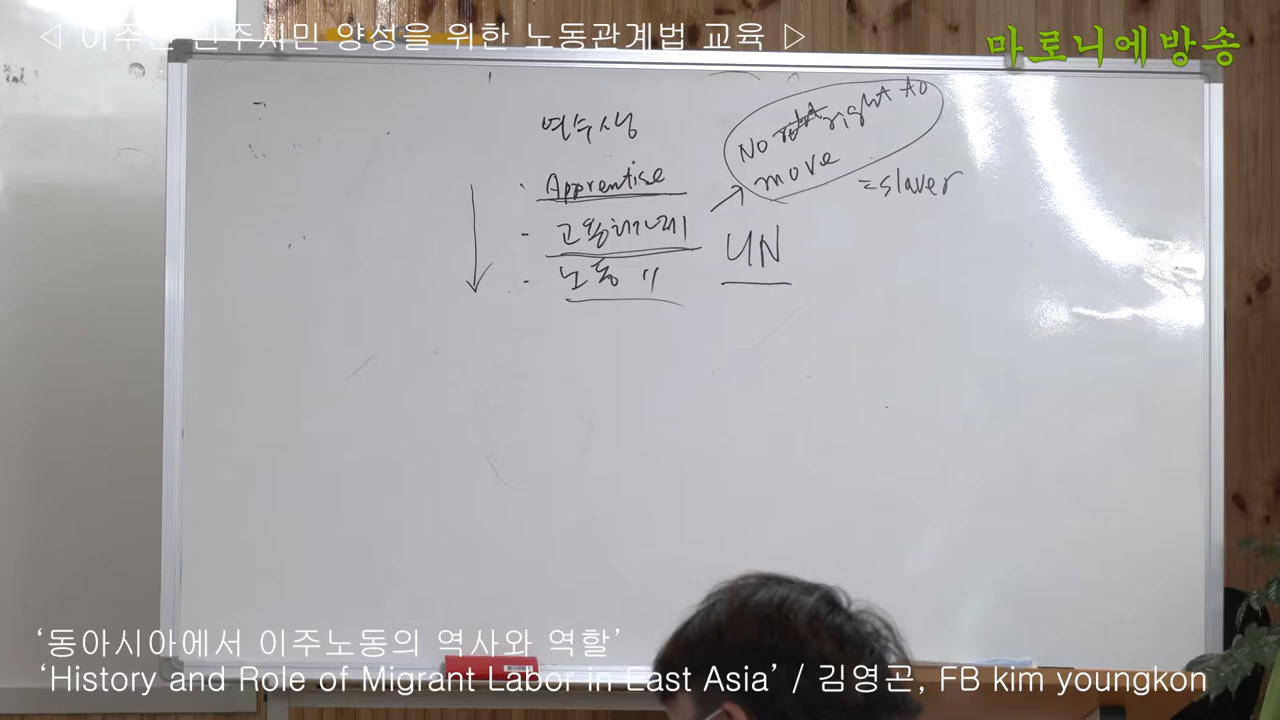 ◁ 이주민 민주시민 양성을 위한 노동관계법 교육 ▷
마로니에방송
연수생
· Apprentise
- 고용허가제
- 노동 〃
No right to
move
=slaver
UN
‘동아시아에서 이주노동의 역사와 역할’
‘History and Role of Migrant Labor in East Asia’ / 김영곤, FB kim youngkon